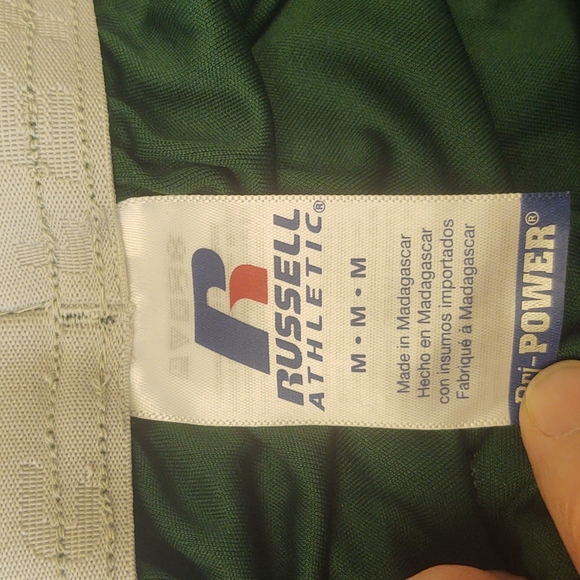 RUSSELL
ATHLETIC®
M • M • M
Made in Madagascar
Hecho en Madagascar
con insumos importados
Fabriqué à Madagascar
Dri-POWER®